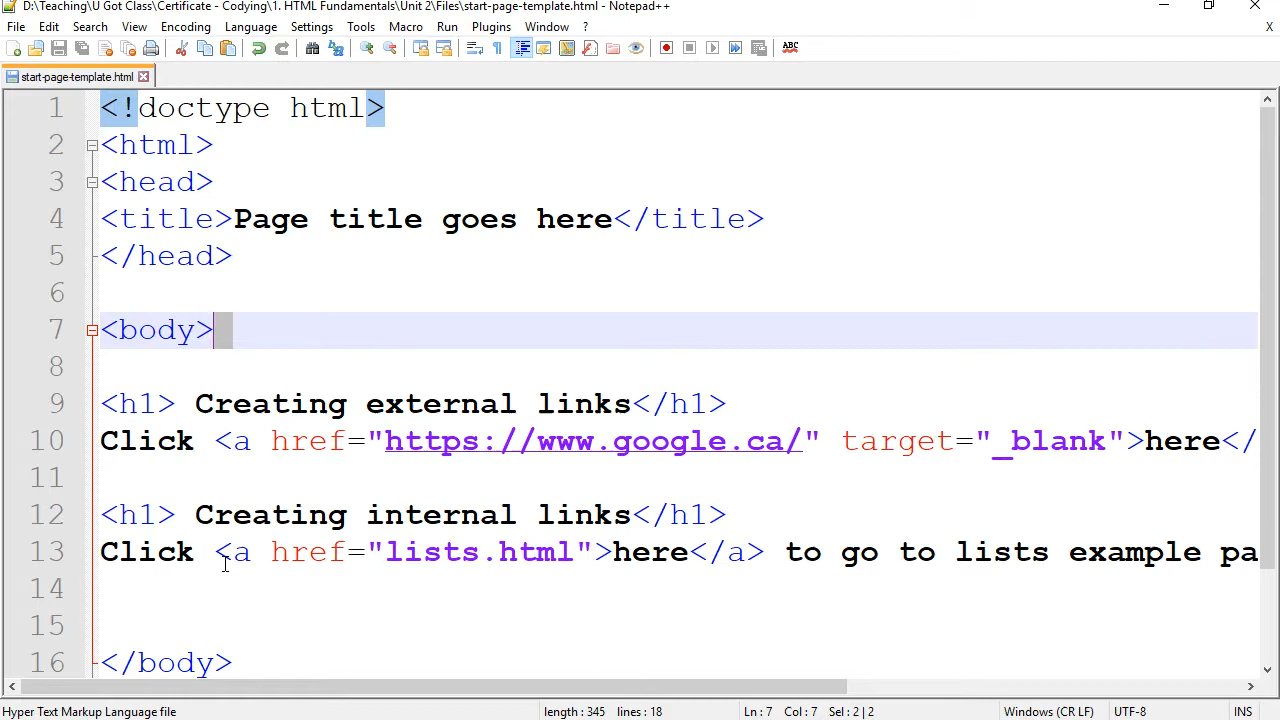 D:\Teaching\U Got Class\Certificate - Codying\1. HTML Fundamentals\Unit 2\Files\start-page-template.html - Notepad++
File Edit Search View Encoding Language Settings Tools Macro Run Plugins Window ? X
ABC
start-page-template.html
1 <!doctype html>
2 <html>
3 <head>
4 <title>Page title goes here</title>
5 </head>
6
7 <body>
8
9 <h1> Creating external links</h1>
10 Click <a href="https://www.google.ca/" target="_blank">here</
11
12 <h1> Creating internal links</h1>
13 Click <a href="lists.html">here</a> to go to lists example pa
14
15
16 </body>
Hyper Text Markup Language file length : 345 lines : 18 Ln : 7 Col : 7 Sel : 2 | 2 Windows (CR LF) UTF-8 INS